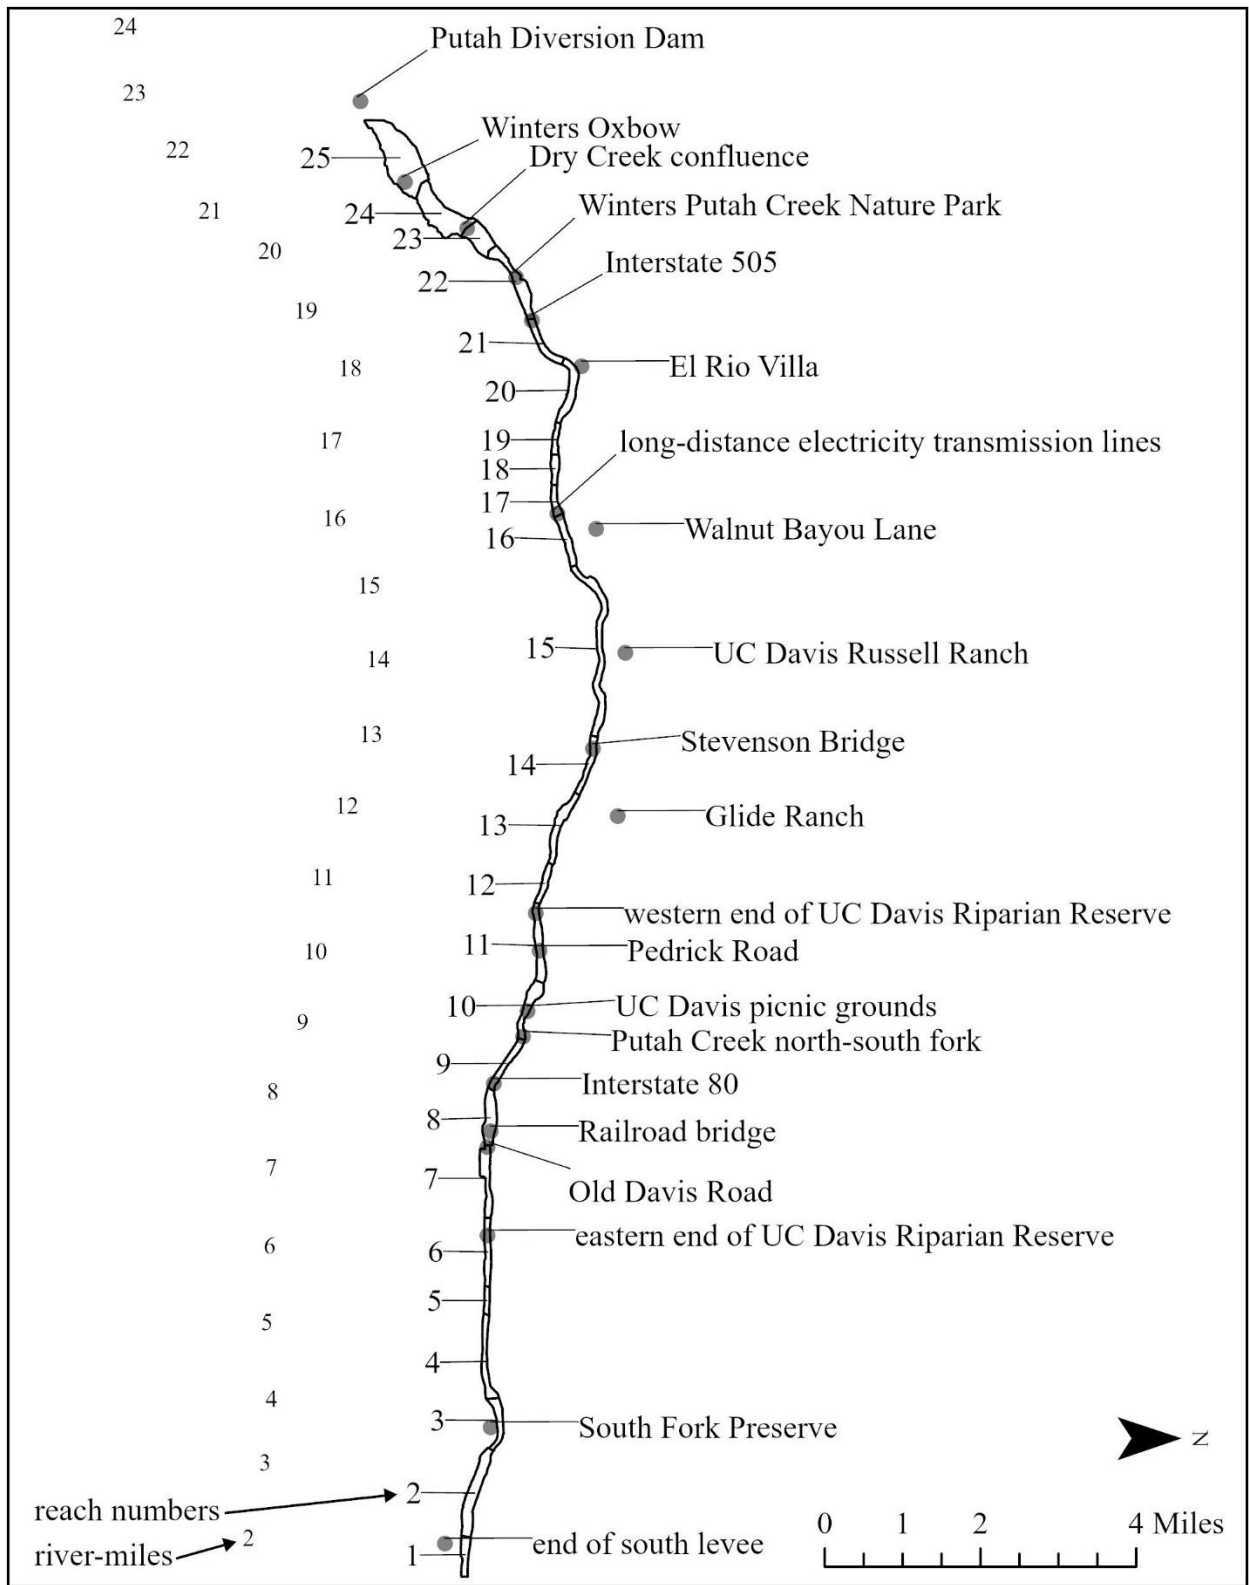 24
Putah Diversion Dam
23
Winters Oxbow
22
25
Dry Creek confluence
21
24
Winters Putah Creek Nature Park
23
20
Interstate 505
22
19
21
18
El Rio Villa
20
17
19
long-distance electricity transmission lines
18
17
16
Walnut Bayou Lane
16
15
15
UC Davis Russell Ranch
14
13
Stevenson Bridge
14
12
Glide Ranch
13
11
12
western end of UC Davis Riparian Reserve
10
11
Pedrick Road
10
UC Davis picnic grounds
9
Putah Creek north-south fork
9
8
Interstate 80
8
Railroad bridge
7
7
Old Davis Road
6
eastern end of UC Davis Riparian Reserve
6
5
5
4
4
3
South Fork Preserve
N
3
2
reach numbers
river-miles
2
1
end of south levee
0 1 2 4 Miles